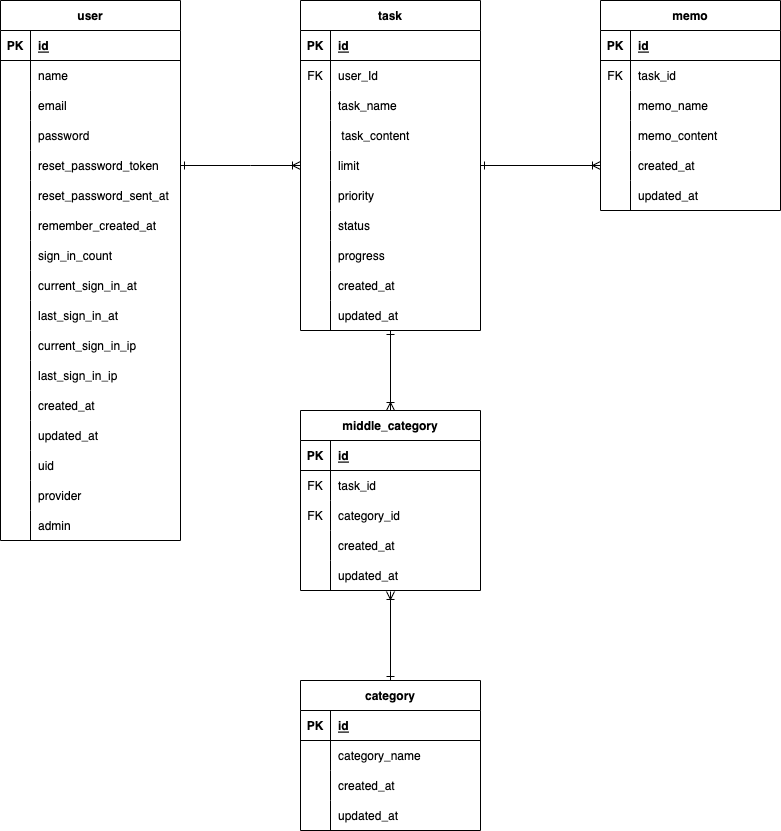 user
PK id
name
email
password
reset_password_token
reset_password_sent_at
remember_created_at
sign_in_count
current_sign_in_at
last_sign_in_at
current_sign_in_ip
last_sign_in_ip
created_at
updated_at
uid
provider
admin
task
PK id
FK user_Id
task_name
task_content
limit
priority
status
progress
created_at
updated_at
memo
PK id
FK task_id
memo_name
memo_content
created_at
updated_at
middle_category
PK id
FK task_id
FK category_id
created_at
updated_at
category
PK id
category_name
created_at
updated_at